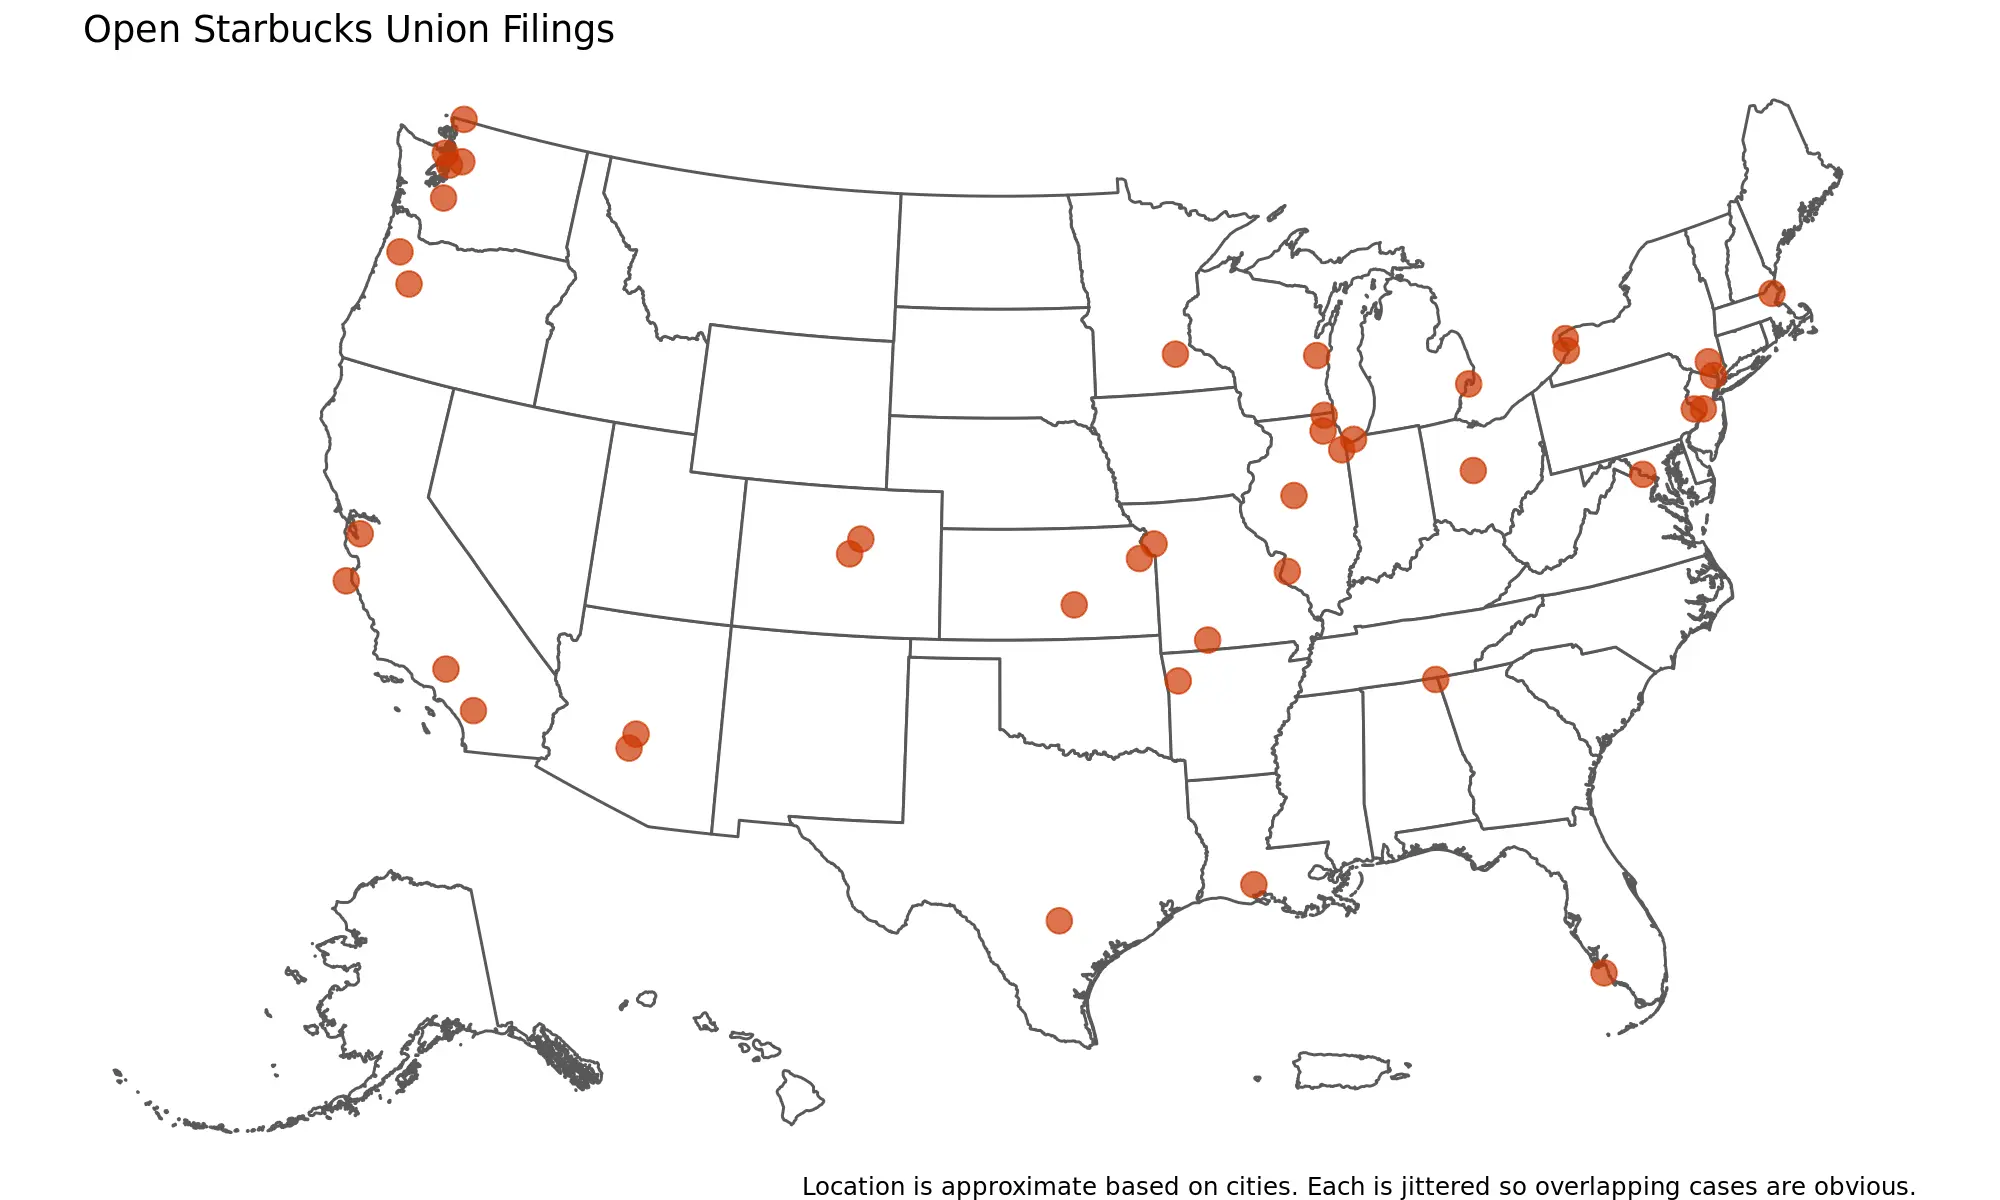 Open Starbucks Union Filings
Location is approximate based on cities. Each is jittered so overlapping cases are obvious.